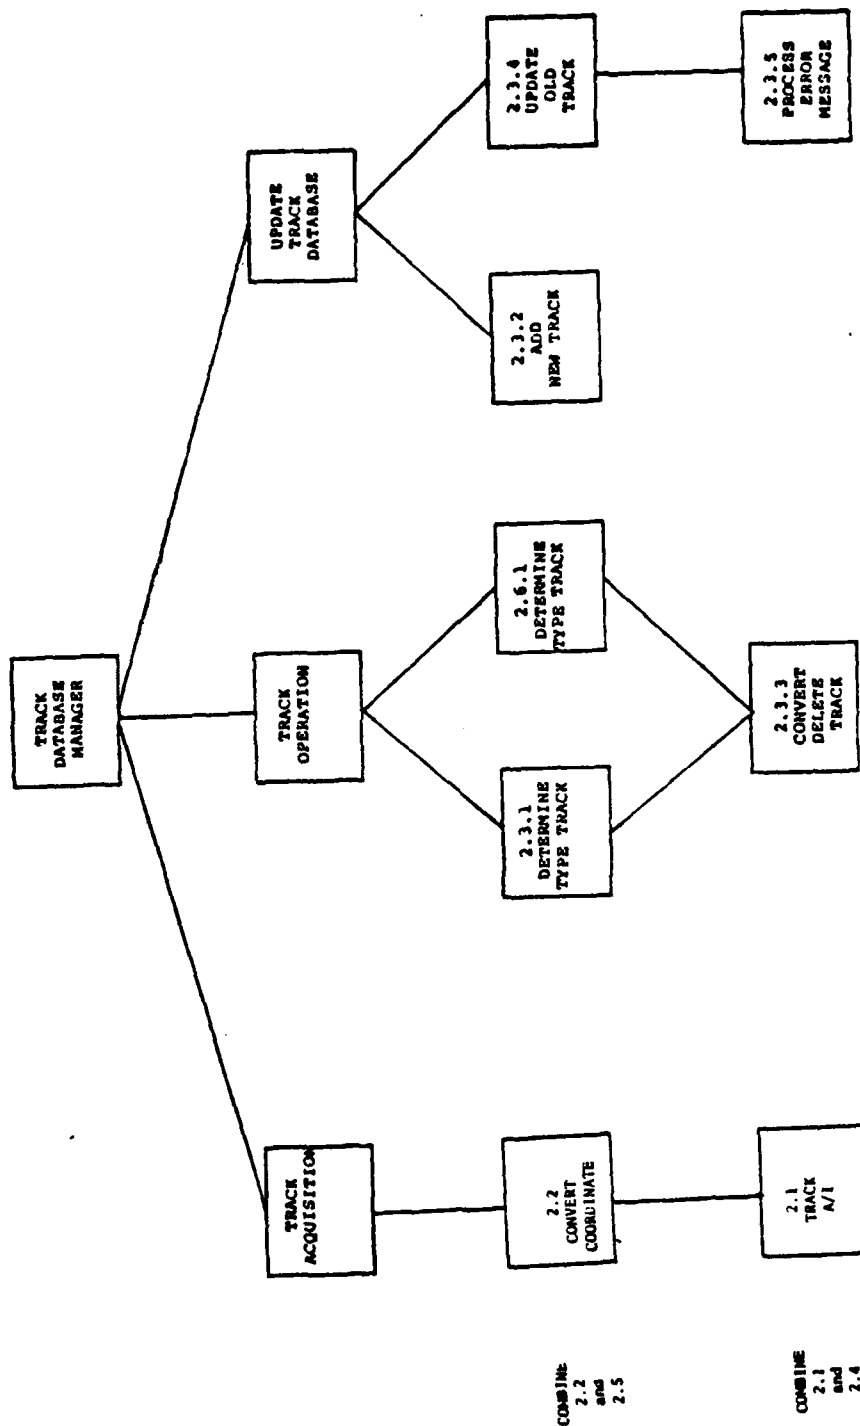 TRACK
DATABASE
MANAGER
TRACK
ACQUISITION
TRACK
OPERATION
UPDATE
TRACK
DATABASE
COMBINE
2.2
and
2.5
2.2
CONVERT
COORDINATE
2.3.1
DETERMINE
TYPE TRACK
2.6.1
DETERMINE
TYPE TRACK
2.3.2
ADD
NEW TRACK
2.3.4
UPDATE
OLD
TRACK
COMBINE
2.1
and
2.4
2.1
TRACK
A/I
2.3.3
CONVERT
DELETE
TRACK
2.3.5
PROCESS
ERROR
MESSAGE